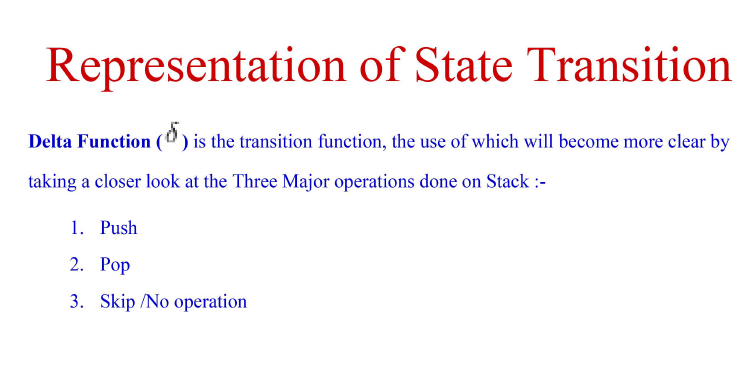 Representation of State Transition
Delta Function ( δ ) is the transition function, the use of which will become more clear by
taking a closer look at the Three Major operations done on Stack :-
1. Push
2. Pop
3. Skip /No operation